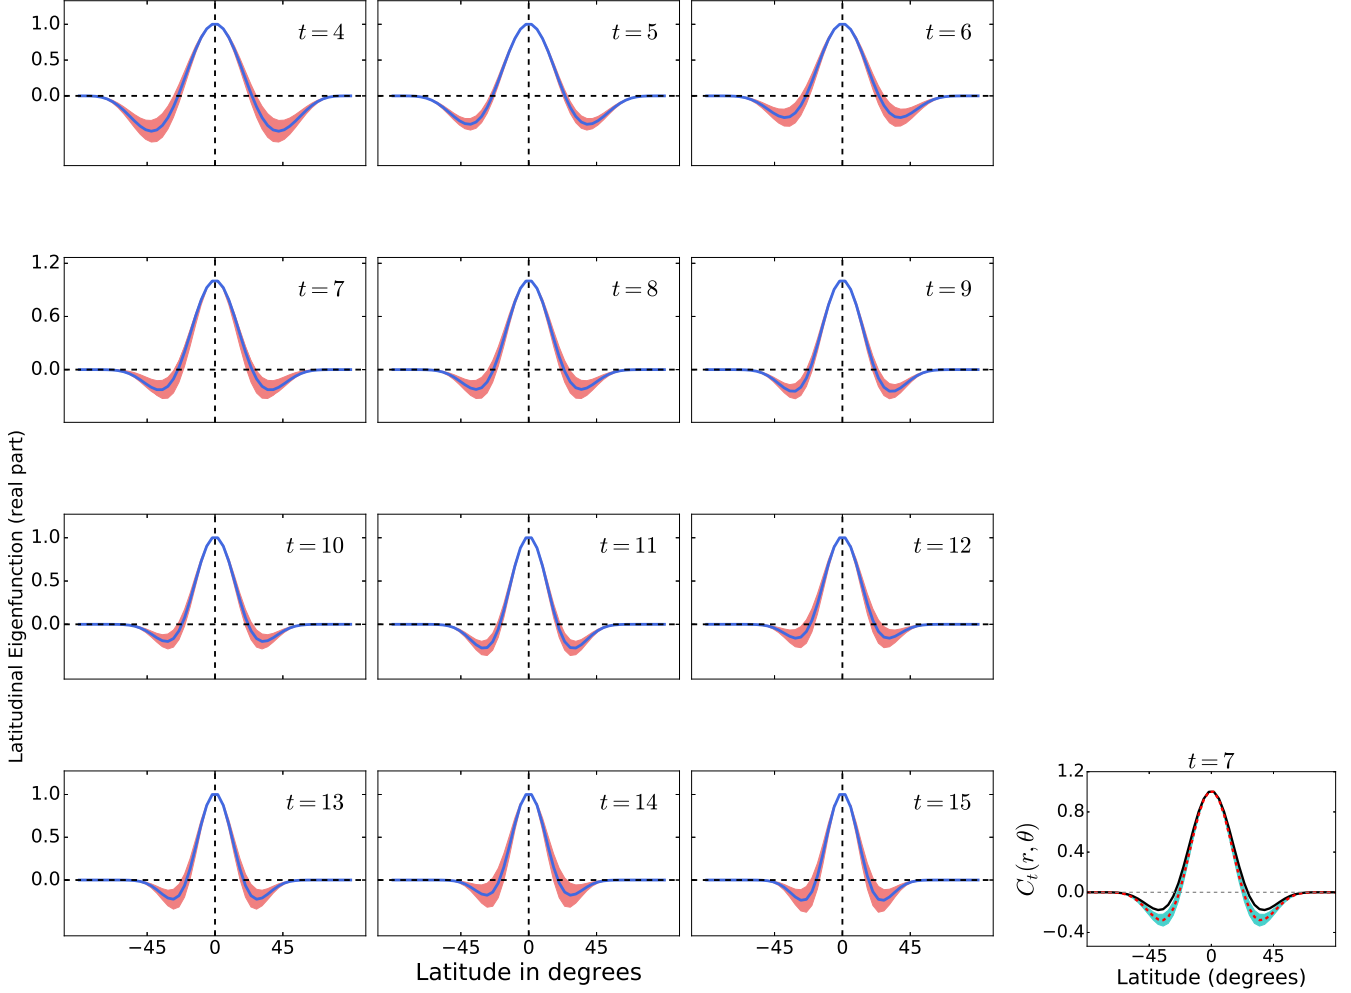 t = 4
t = 5
t = 6
1.0
0.5
0.0
−45 0 45
t = 7
t = 8
t = 9
1.2
0.6
0.0
t = 10
t = 11
t = 12
1.0
0.5
0.0
t = 13
t = 14
t = 15
1.0
0.5
0.0
−45 0 45
−45 0 45
Latitude in degrees
Latitudinal Eigenfunction (real part)
t = 7
1.2
0.8
0.4
0.0
−0.4
−45 0 45
C_t(r, θ)
Latitude (degrees)